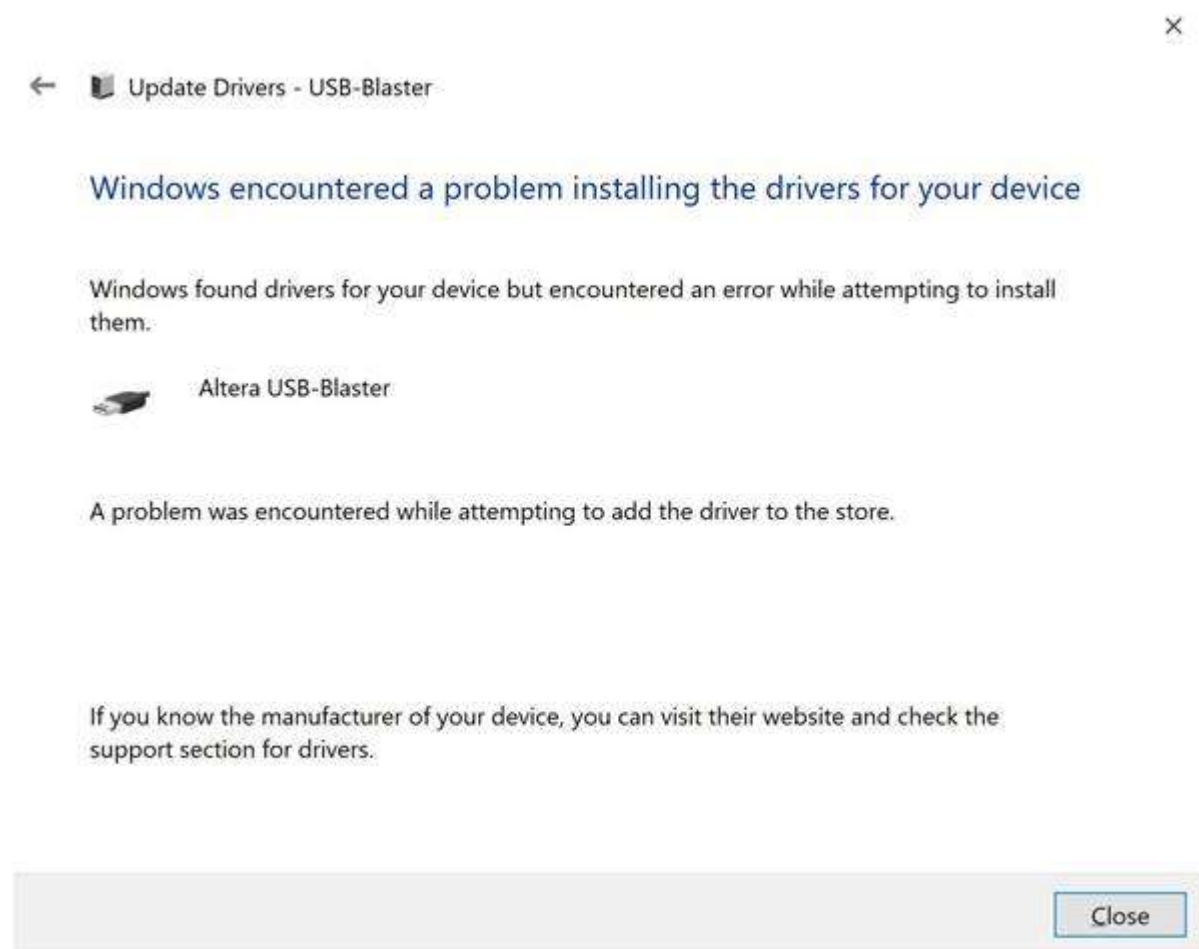 Update Drivers - USB-Blaster
Windows encountered a problem installing the drivers for your device
Windows found drivers for your device but encountered an error while attempting to install
them.
Altera USB-Blaster
A problem was encountered while attempting to add the driver to the store.
If you know the manufacturer of your device, you can visit their website and check the
support section for drivers.
Close